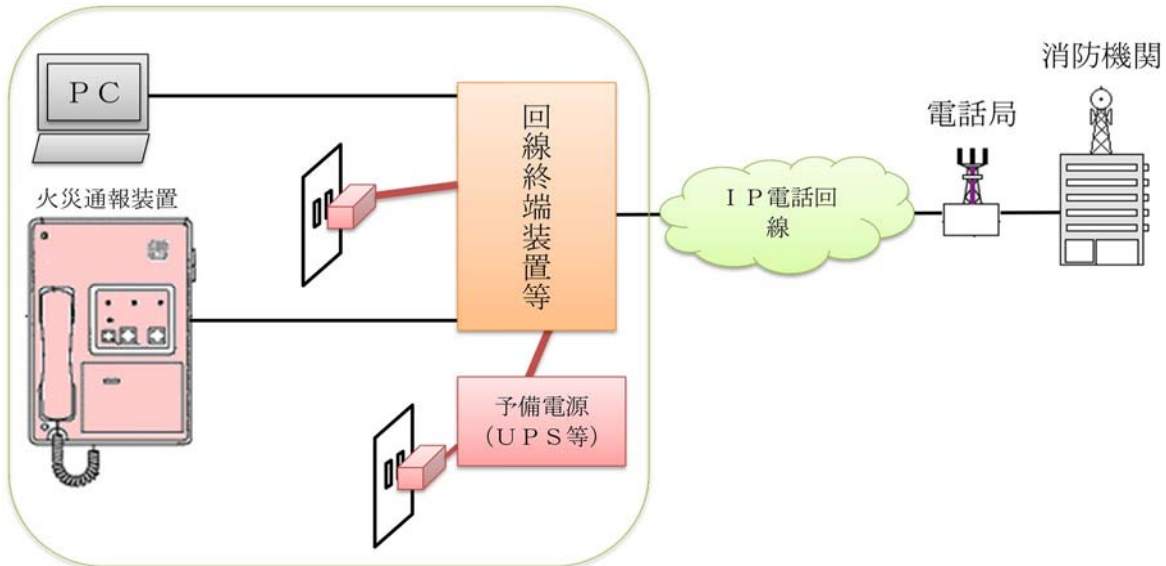 消防機関
電話局
ＰＣ
回線終端装置等
火災通報装置
ＩＰ電話回
線
予備電源
（ＵＰＳ等）